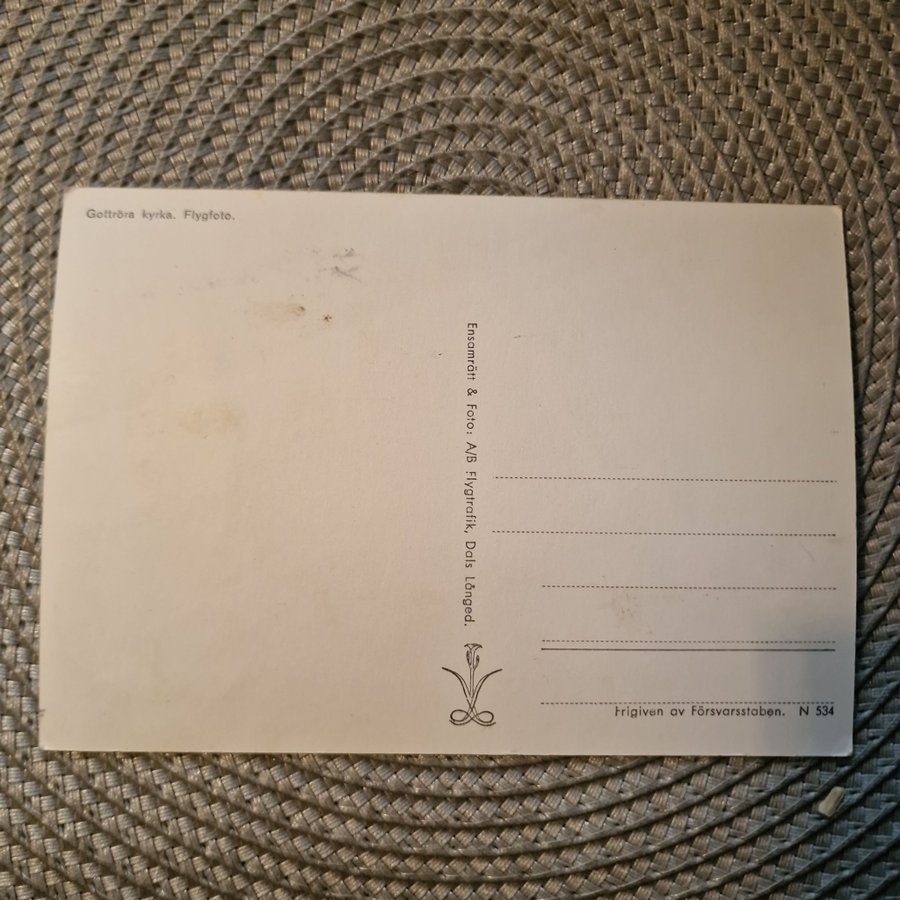 Gottröra kyrka. Flygfoto.
Ensamrätt & Foto: A/B Flygtrafik, Dals Långed.
Frigiven av Försvarsstaben. N 534